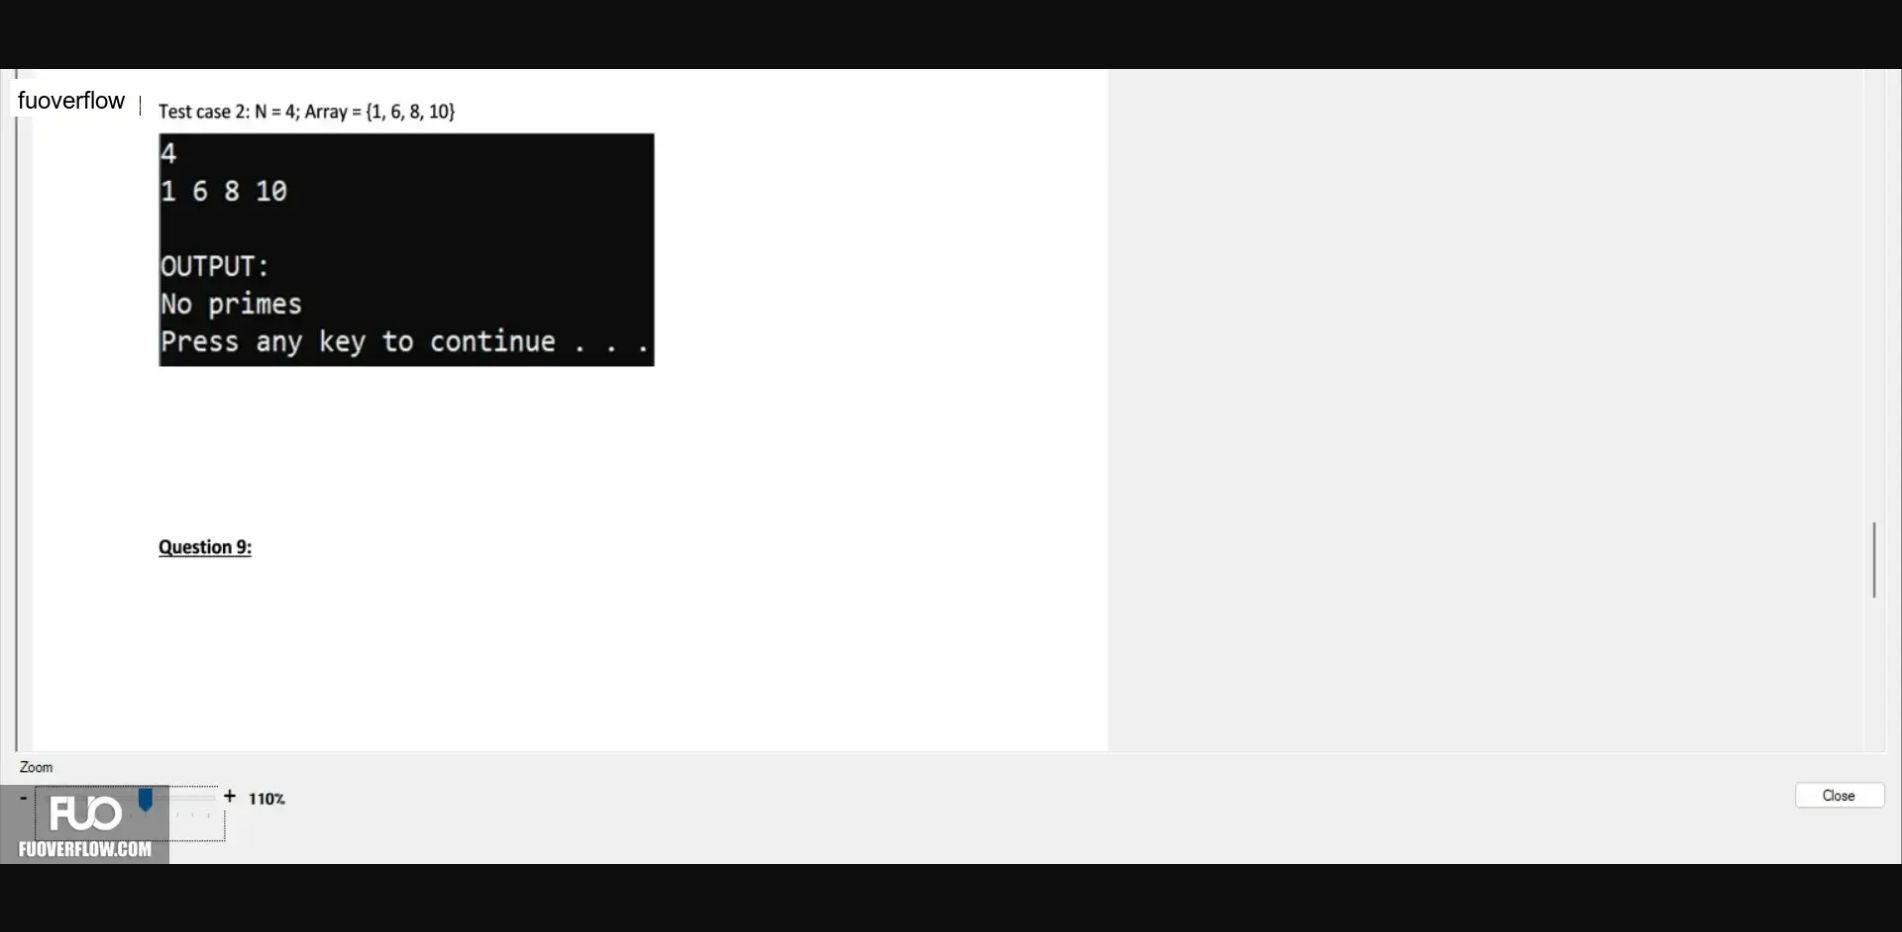 fuoverflow
Test case 2: N = 4; Array = {1, 6, 8, 10}
4
1 6 8 10
OUTPUT:
No primes
Press any key to continue . . .
Question 9:
Zoom
- + 110%
Close
FUO
FUOVERFLOW.COM